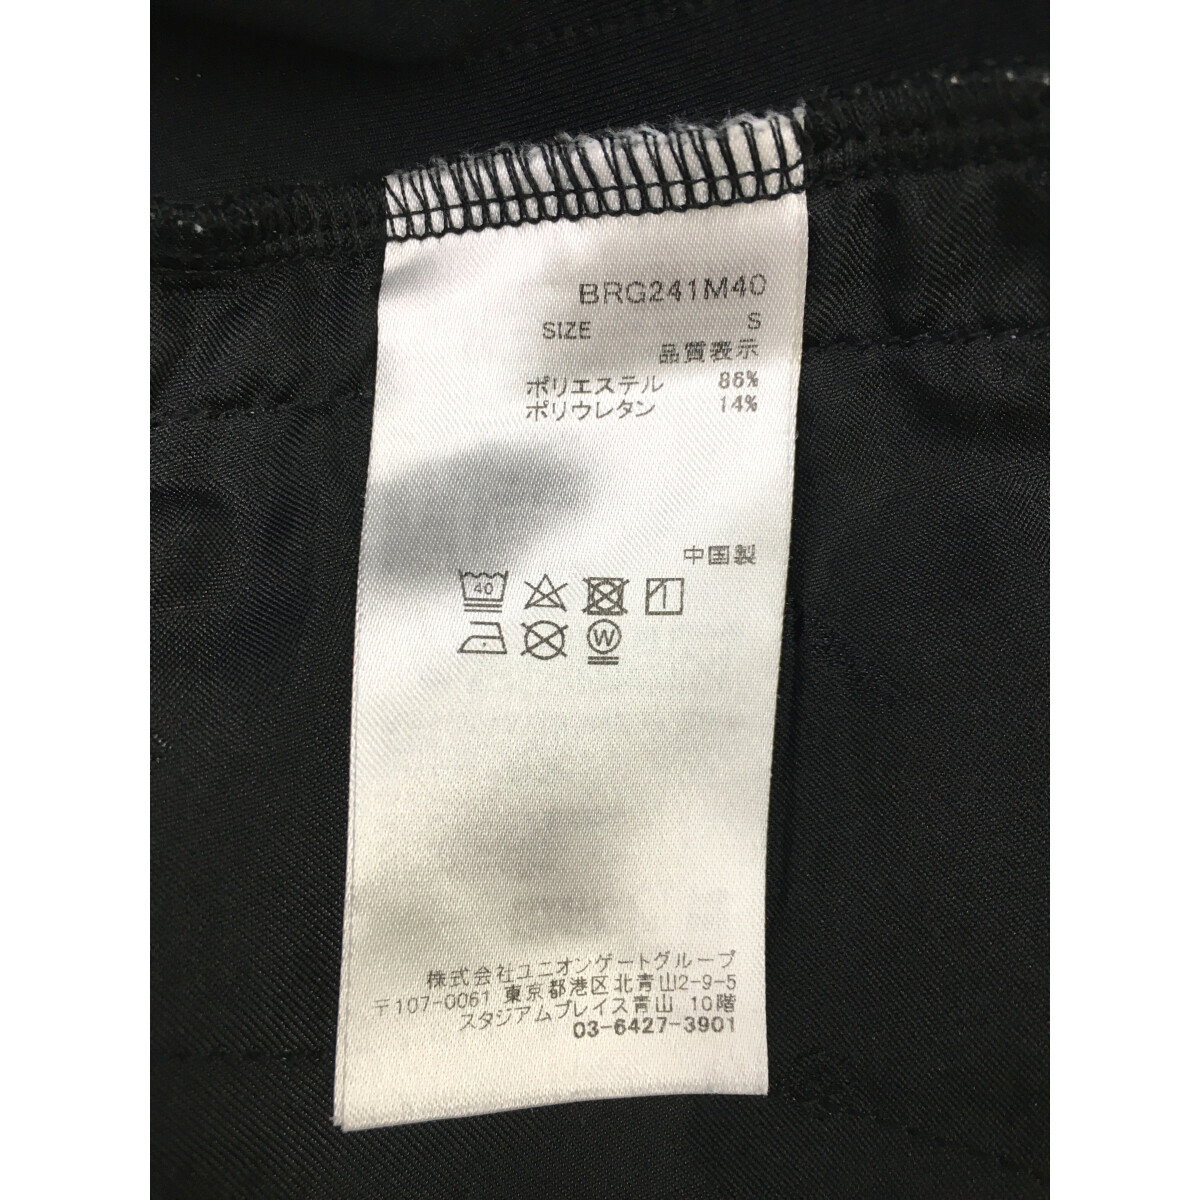 BRG241M40
SIZE S
品質表示
ポリエステル 86%
ポリウレタン 14%
中国製
40
W
株式会社ユニオンゲートグループ
〒107-0061 東京都港区北青山2-9-5
スタジアムプレイス青山 10階
03-6427-3901